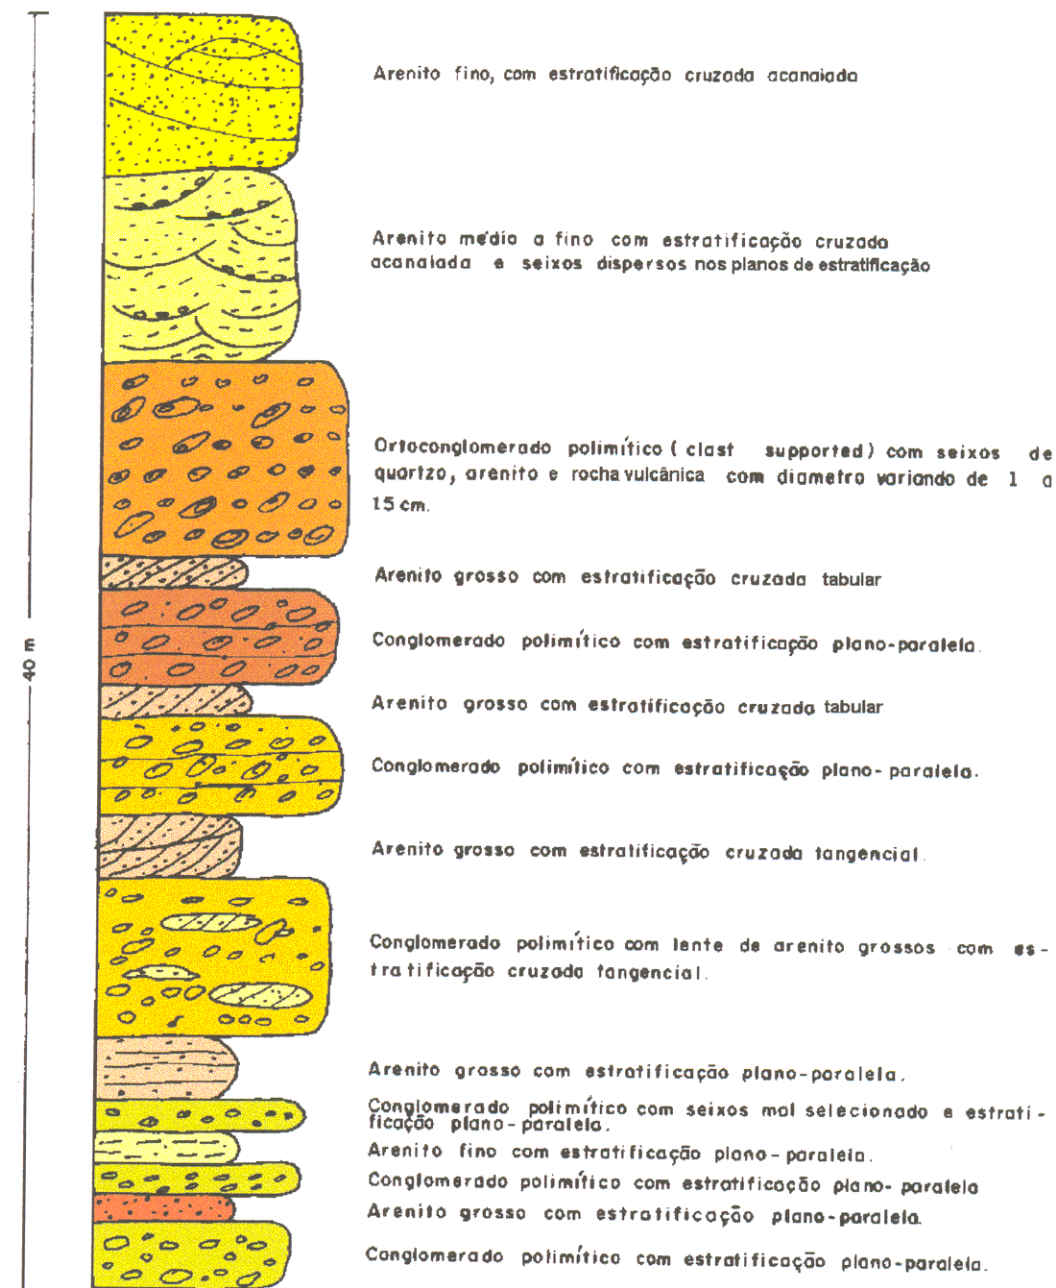 Arenito fino, com estratificação cruzada acanalada
Arenito médio a fino com estratificação cruzada
acanalada e seixos dispersos nos planos de estratificação
Ortoconglomerado polimítico ( clast supported ) com seixos de
quartzo, arenito e rocha vulcânica com diametro variando de 1 a
15 cm.
Arenito grosso com estratificação cruzada tabular
Conglomerado polimítico com estratificação plano-paralela.
40 m
Arenito grosso com estratificação cruzada tabular
Conglomerado polimítico com estratificação plano-paralela.
Arenito grosso com estratificação cruzada tangencial.
Conglomerado polimítico com lente de arenito grossos com es-
tratificação cruzada tangencial.
Arenito grosso com estratificação plano-paralela.
Conglomerado polimítico com seixos mal selecionado e estrati-
ficação plano-paralela.
Arenito fino com estratificação plano-paralela.
Conglomerado polimítico com estratificação plano-paralela
Arenito grosso com estratificação plano-paralela.
Conglomerado polimítico com estratificação plano-paralela.